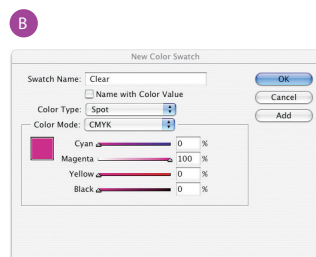 B
New Color Swatch
Swatch Name: Clear
OK
Name with Color Value
Cancel
Color Type: Spot
Add
Color Mode: CMYK
Cyan 0 %
Magenta 100 %
Yellow 0 %
Black 0 %